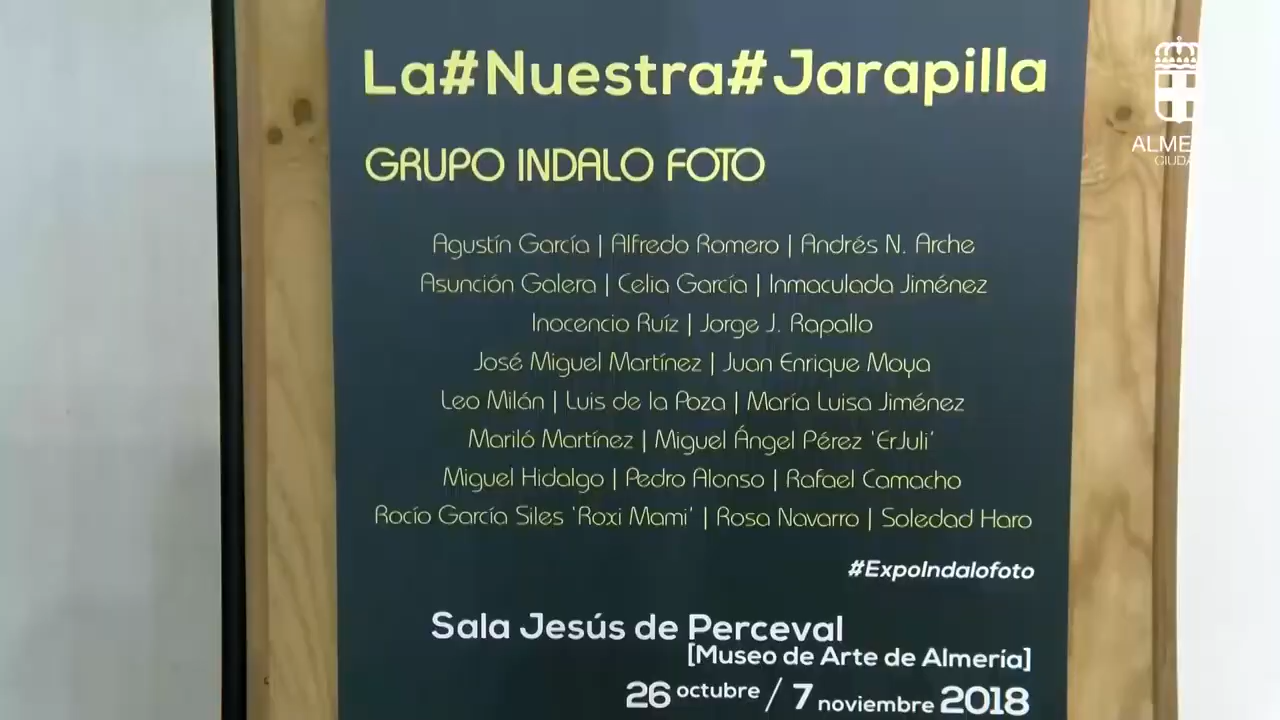 La#Nuestra#Jarapilla
GRUPO INDALO FOTO
Agustín García | Alfredo Romero | Andrés N. Arche
Asunción Galera | Celia García | Inmaculada Jiménez
Inocencio Ruíz | Jorge J. Rapallo
José Miguel Martínez | Juan Enrique Moya
Leo Milán | Luis de la Poza | María Luisa Jiménez
Mariló Martínez | Miguel Ángel Pérez 'ErJuli'
Miguel Hidalgo | Pedro Alonso | Rafael Camacho
Rocío García Siles 'Roxi Mami' | Rosa Navarro | Soledad Haro
#ExpoIndalofoto
Sala Jesús de Perceval
[Museo de Arte de Almería]
26 octubre / 7 noviembre 2018